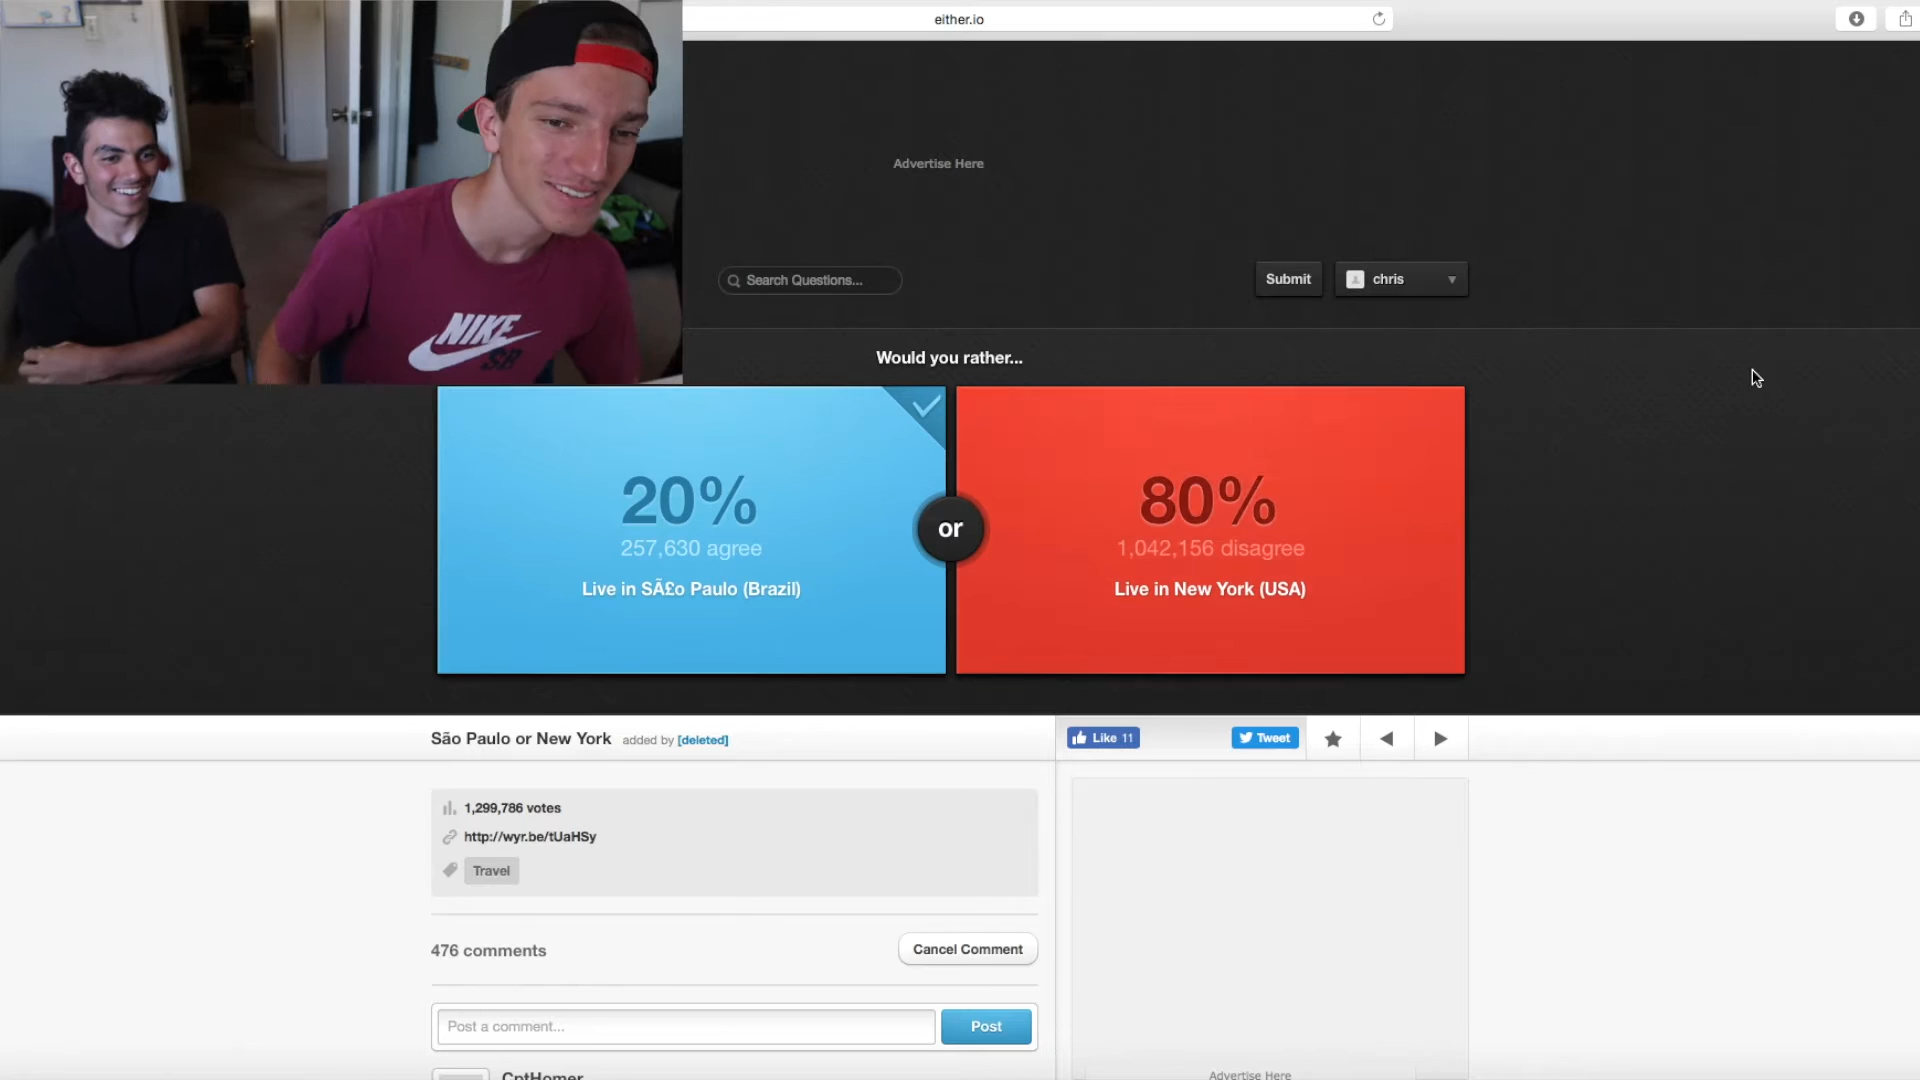 either.io
Advertise Here
Search Questions...
Submit
chris
NIKE
SB
Would you rather...
20%
257,630 agree
Live in SÃ£o Paulo (Brazil)
or
80%
1,042,156 disagree
Live in New York (USA)
São Paulo or New York added by [deleted]
Like 11
Tweet
1,299,786 votes
http://wyr.be/tUaHSy
Travel
476 comments
Cancel Comment
Post a comment...
Post
CptHomer
Advertise Here